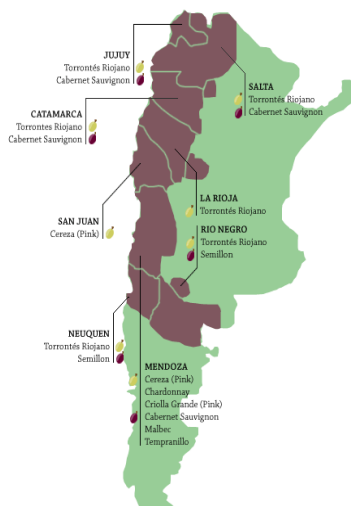 JUJUY
Torrontés Riojano
Cabernet Sauvignon
SALTA
Torrontés Riojano
Cabernet Sauvignon
CATAMARCA
Torrontes Riojano
Cabernet Sauvignon
LA RIOJA
Torrontés Riojano
SAN JUAN
Cereza (Pink)
RIO NEGRO
Torrontés Riojano
Semillon
NEUQUEN
Torrontés Riojano
Semillon
MENDOZA
Cereza (Pink)
Chardonnay
Criolla Grande (Pink)
Cabernet Sauvignon
Malbec
Tempranillo